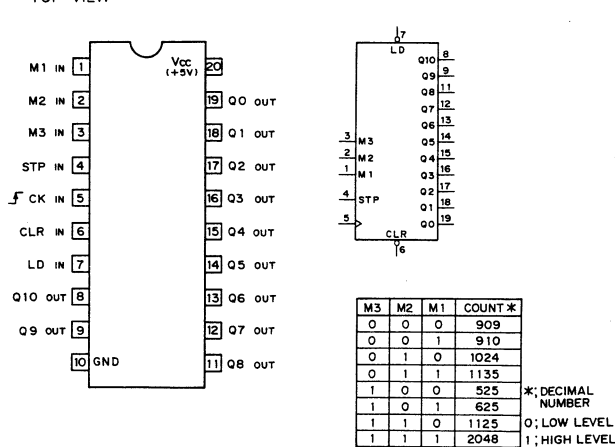 TOP VIEW
M1 IN 1
M2 IN 2
M3 IN 3
STP IN 4
CK IN 5
CLR IN 6
LD IN 7
Q10 OUT 8
Q9 OUT 9
10 GND
Vcc 20
(+5V)
19 Q0 OUT
18 Q1 OUT
17 Q2 OUT
16 Q3 OUT
15 Q4 OUT
14 Q5 OUT
13 Q6 OUT
12 Q7 OUT
11 Q8 OUT
7
LD
Q10 8
Q9 9
Q8 11
Q7 12
Q6 13
3 M3 Q5 14
2 M2 Q4 15
1 M1 Q3 16
4 STP Q2 17
Q1 18
5 Q0 19
CLR
6
M3 M2 M1 COUNT *
0 0 0 909
0 0 1 910
0 1 0 1024
0 1 1 1135
1 0 0 525
1 0 1 625
1 1 0 1125
1 1 1 2048
*; DECIMAL
NUMBER
0; LOW LEVEL
1; HIGH LEVEL